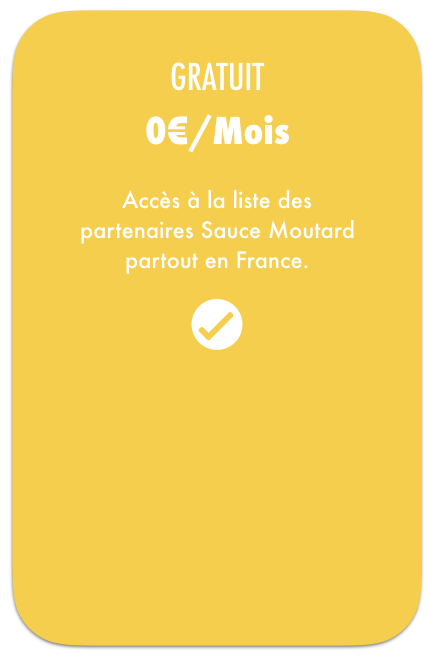 GRATUIT
0€/Mois
Accès à la liste des
partenaires Sauce Moutard
partout en France.